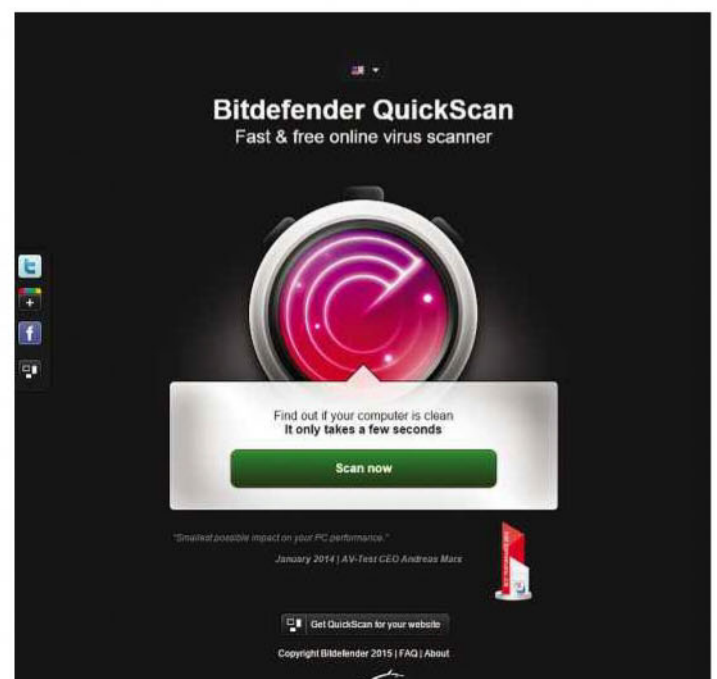 Bitdefender QuickScan
Fast & free online virus scanner
Find out if your computer is clean
It only takes a few seconds
Scan now
"Smallest possible impact on your PC performance."
January 2014 | AV-Test CEO Andreas Marx
Get QuickScan for your website
Copyright Bitdefender 2015 | FAQ | About